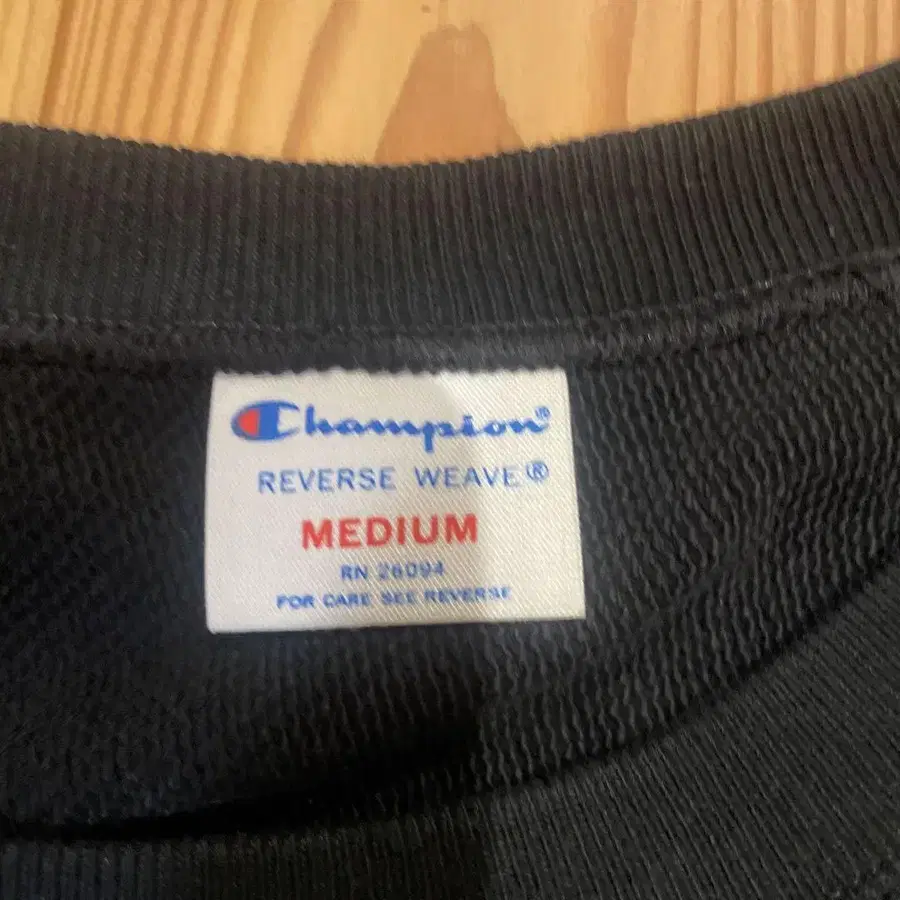 Champion®
REVERSE WEAVE®
MEDIUM
RN 26094
FOR CARE SEE REVERSE